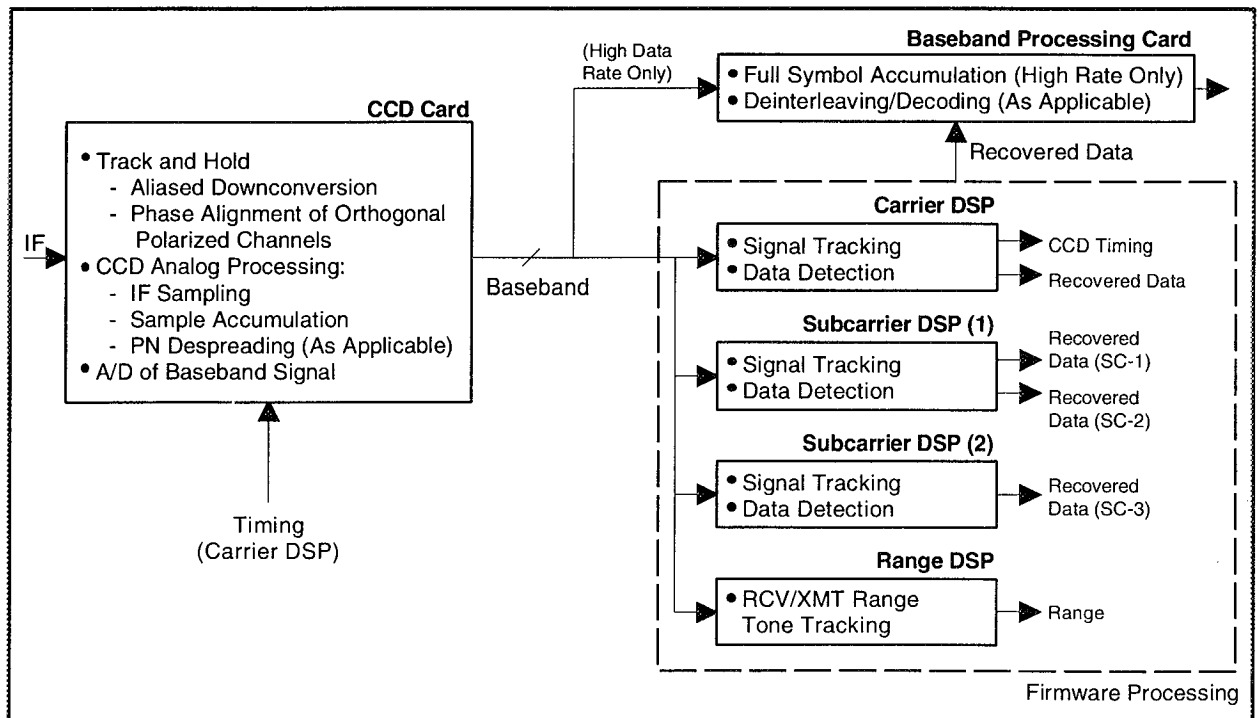 Baseband Processing Card
(High Data
Rate Only)
• Full Symbol Accumulation (High Rate Only)
• Deinterleaving/Decoding (As Applicable)
CCD Card
• Track and Hold
- Aliased Downconversion
- Phase Alignment of Orthogonal
Polarized Channels
• CCD Analog Processing:
- IF Sampling
- Sample Accumulation
- PN Despreading (As Applicable)
• A/D of Baseband Signal
IF
Baseband
Timing
(Carrier DSP)
Recovered Data
Carrier DSP
• Signal Tracking
• Data Detection
CCD Timing
Recovered Data
Subcarrier DSP (1)
• Signal Tracking
• Data Detection
Recovered
Data (SC-1)
Recovered
Data (SC-2)
Subcarrier DSP (2)
• Signal Tracking
• Data Detection
Recovered
Data (SC-3)
Range DSP
• RCV/XMT Range
Tone Tracking
Range
Firmware Processing